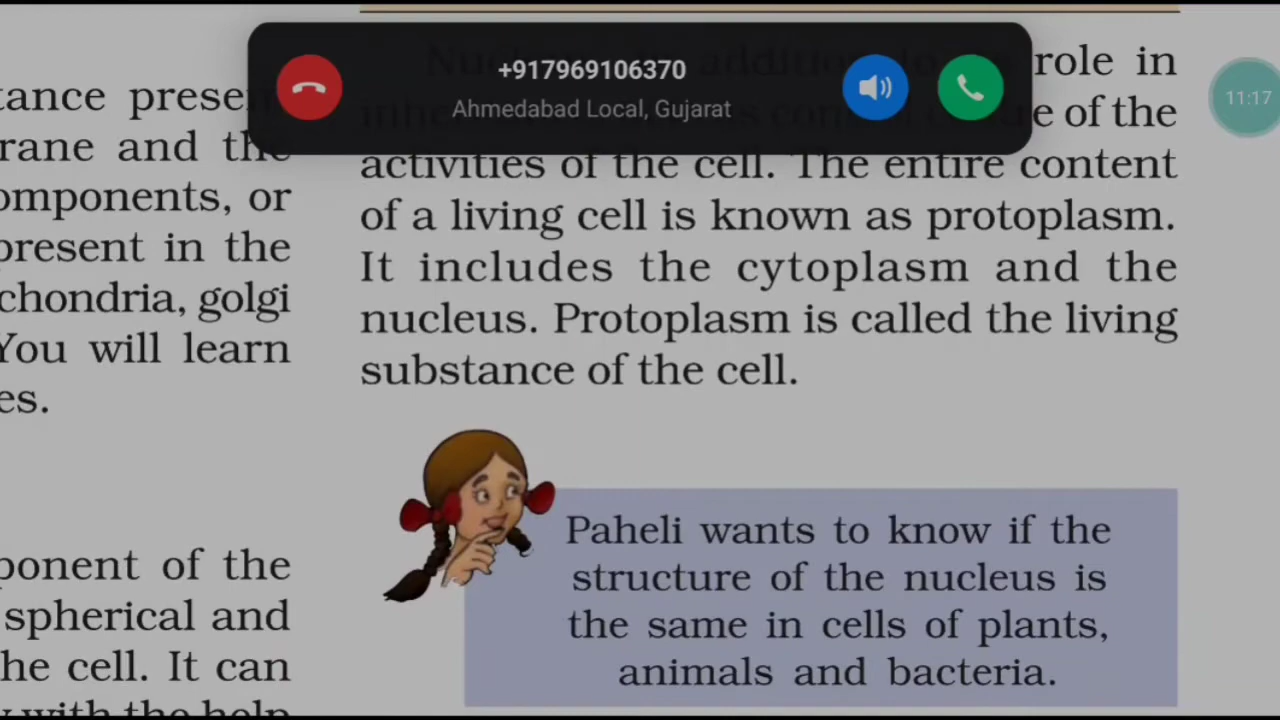 +917969106370
Ahmedabad Local, Gujarat
11:17
tance
rane and the
omponents, or
present in the
chondria, golgi
You will learn
es.
ponent of the
spherical and
he cell. It can
with the help
role in
of the
activities of the cell. The entire content
of a living cell is known as protoplasm.
It includes the cytoplasm and the
nucleus. Protoplasm is called the living
substance of the cell.
Paheli wants to know if the
structure of the nucleus is
the same in cells of plants,
animals and bacteria.